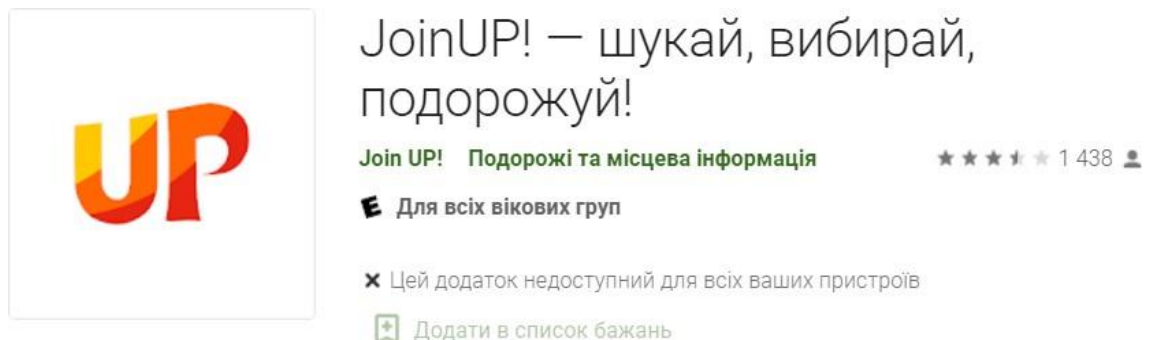 UP
JoinUP! — шукай, вибирай,
подорожуй!
Join UP! Подорожі та місцева інформація 1 438
E Для всіх вікових груп
Цей додаток недоступний для всіх ваших пристроїв
Додати в список бажань